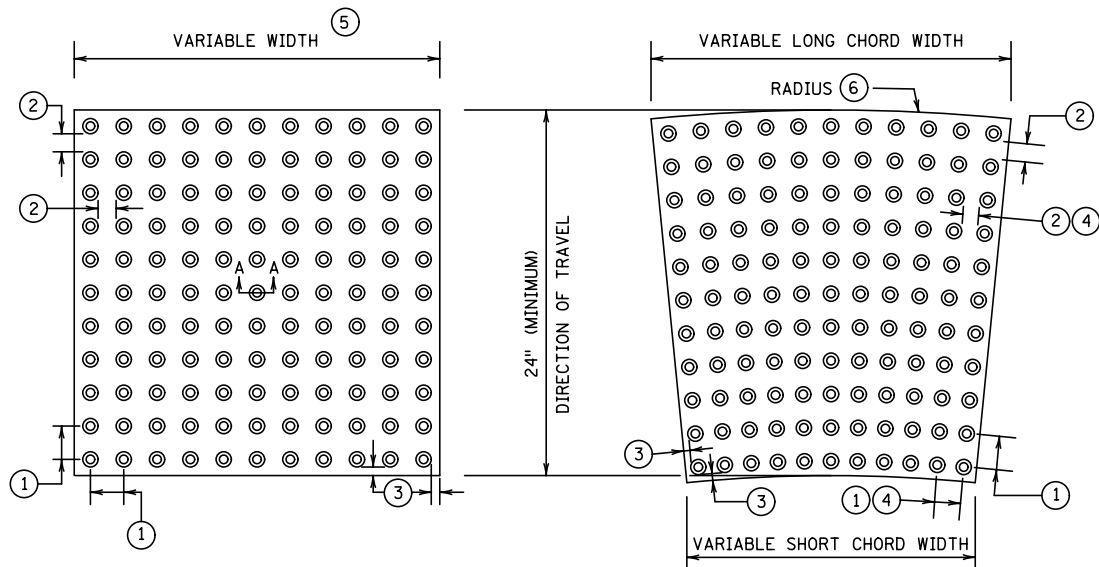 5
VARIABLE WIDTH
VARIABLE LONG CHORD WIDTH
RADIUS 6
2
2
2
2 4
A A
24" (MINIMUM)
DIRECTION OF TRAVEL
3
1
3
1
3
1 4
1
VARIABLE SHORT CHORD WIDTH